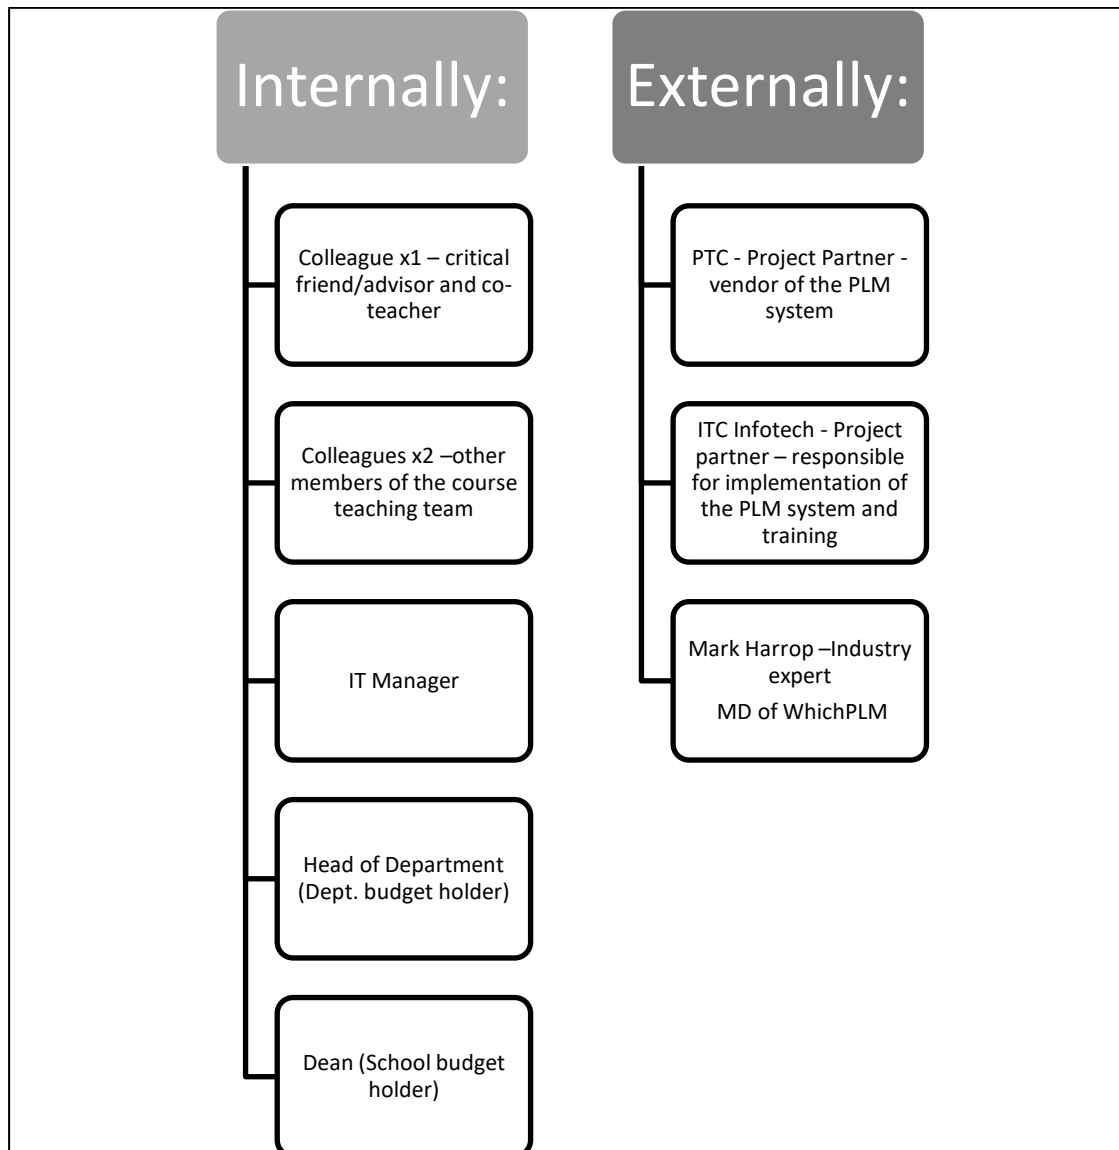 Internally:
Colleague x1 – critical
friend/advisor and co-
teacher
Colleagues x2 –other
members of the course
teaching team
IT Manager
Head of Department
(Dept. budget holder)
Dean (School budget
holder)
Externally:
PTC - Project Partner -
vendor of the PLM
system
ITC Infotech - Project
partner – responsible
for implementation of
the PLM system and
training
Mark Harrop –Industry
expert
MD of WhichPLM